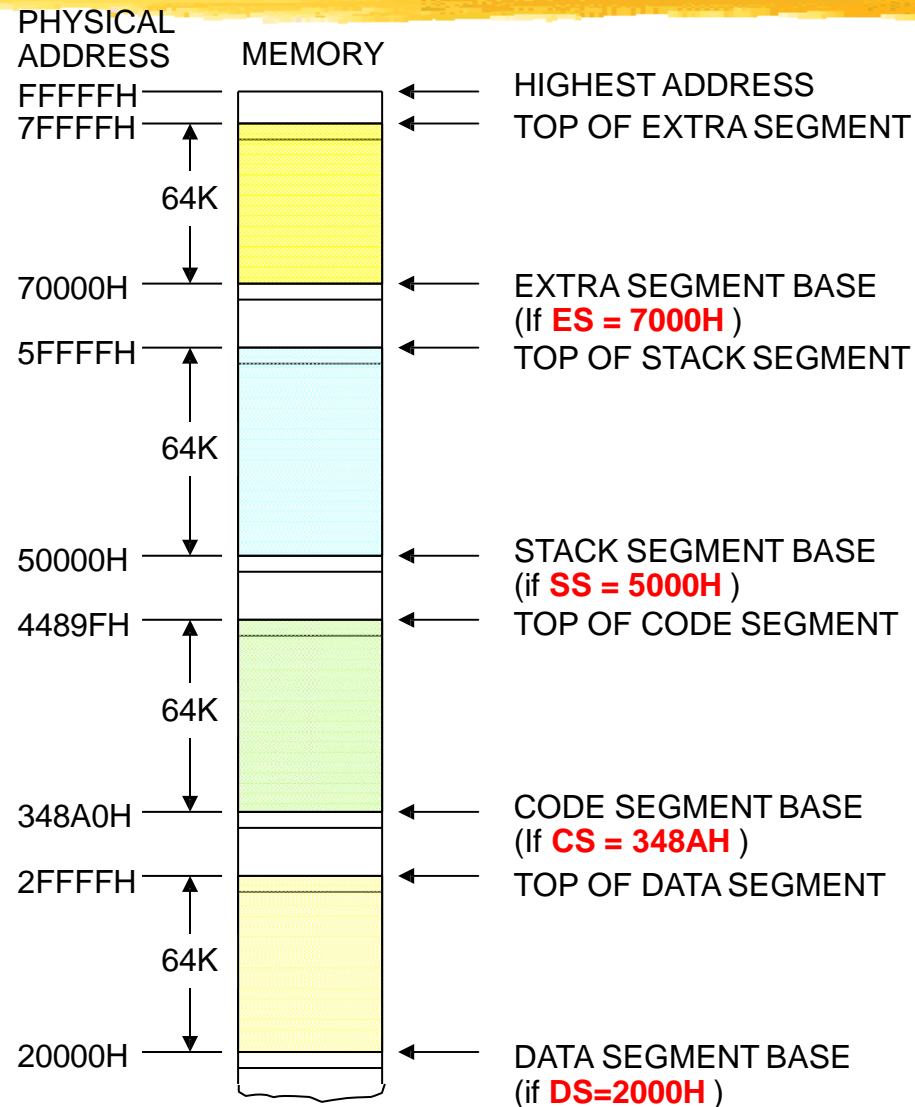 PHYSICAL
ADDRESS MEMORY
FFFFFH HIGHEST ADDRESS
7FFFFH TOP OF EXTRA SEGMENT
64K
70000H EXTRA SEGMENT BASE
(If ES = 7000H )
5FFFFH TOP OF STACK SEGMENT
64K
50000H STACK SEGMENT BASE
(if SS = 5000H )
4489FH TOP OF CODE SEGMENT
64K
348A0H CODE SEGMENT BASE
(If CS = 348AH )
2FFFFH TOP OF DATA SEGMENT
64K
20000H DATA SEGMENT BASE
(if DS=2000H )